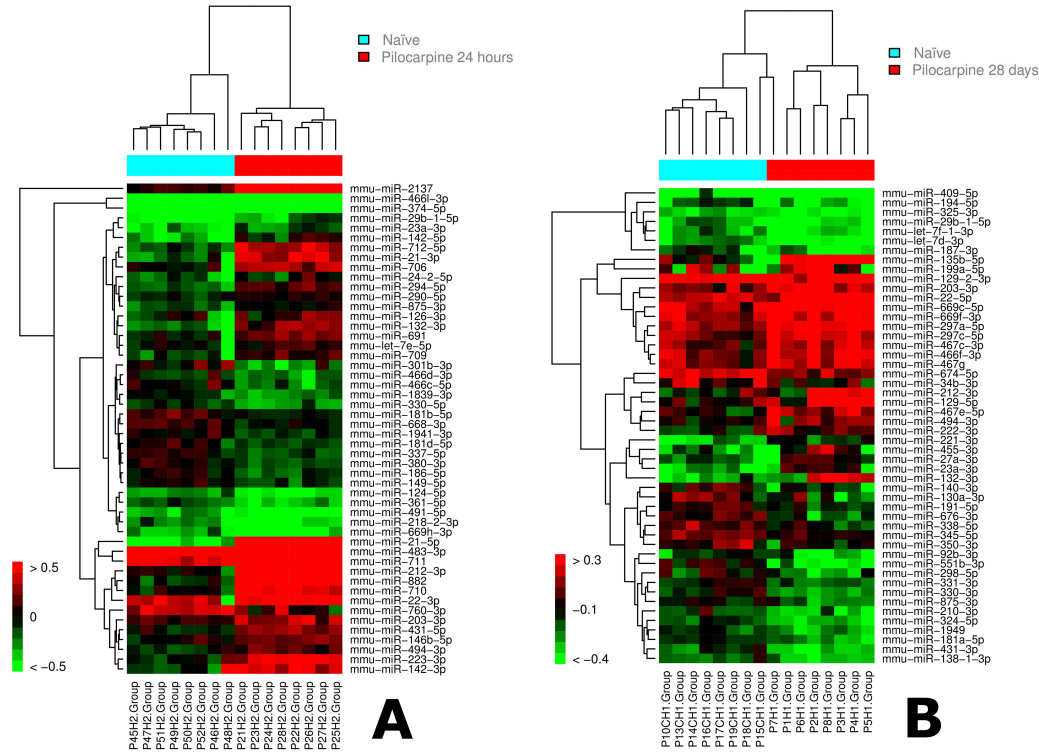 Naïve
Pilocarpine 24 hours
mmu-miR-2137
mmu-miR-466l-3p
mmu-miR-374-5p
mmu-miR-29b-1-5p
mmu-miR-23a-3p
mmu-miR-142-5p
mmu-miR-712-5p
mmu-miR-21-3p
mmu-miR-706
mmu-miR-24-2-5p
mmu-miR-294-5p
mmu-miR-290-5p
mmu-miR-875-3p
mmu-miR-126-3p
mmu-miR-132-3p
mmu-miR-691
mmu-let-7e-5p
mmu-miR-709
mmu-miR-301b-3p
mmu-miR-466d-3p
mmu-miR-466c-5p
mmu-miR-1839-3p
mmu-miR-330-5p
mmu-miR-181b-5p
mmu-miR-668-3p
mmu-miR-1941-3p
mmu-miR-181d-5p
mmu-miR-337-5p
mmu-miR-380-3p
mmu-miR-186-5p
mmu-miR-149-5p
mmu-miR-124-5p
mmu-miR-361-5p
mmu-miR-491-5p
mmu-miR-218-2-3p
mmu-miR-669h-3p
mmu-miR-21-5p
mmu-miR-483-3p
mmu-miR-711
mmu-miR-212-3p
mmu-miR-882
mmu-miR-710
mmu-miR-22-3p
mmu-miR-760-3p
mmu-miR-203-3p
mmu-miR-431-5p
mmu-miR-146b-5p
mmu-miR-494-3p
mmu-miR-223-3p
mmu-miR-142-3p
> 0.5
0
< −0.5
P45H2.Group
P47H2.Group
P51H2.Group
P49H2.Group
P50H2.Group
P52H2.Group
P46H2.Group
P48H2.Group
P21H2.Group
P23H2.Group
P24H2.Group
P28H2.Group
P22H2.Group
P26H2.Group
P27H2.Group
P25H2.Group
A
Naïve
Pilocarpine 28 days
mmu-miR-409-5p
mmu-miR-194-5p
mmu-miR-325-3p
mmu-miR-29b-1-5p
mmu-let-7f-1-3p
mmu-let-7d-3p
mmu-miR-187-3p
mmu-miR-135b-5p
mmu-miR-199a-5p
mmu-miR-129-2-3p
mmu-miR-203-3p
mmu-miR-22-5p
mmu-miR-669c-5p
mmu-miR-669f-3p
mmu-miR-297a-5p
mmu-miR-297c-5p
mmu-miR-467c-3p
mmu-miR-466f-3p
mmu-miR-467g
mmu-miR-674-5p
mmu-miR-34b-3p
mmu-miR-212-3p
mmu-miR-129-5p
mmu-miR-467e-5p
mmu-miR-494-3p
mmu-miR-222-3p
mmu-miR-221-3p
mmu-miR-455-3p
mmu-miR-27a-3p
mmu-miR-23a-3p
mmu-miR-132-3p
mmu-miR-140-3p
mmu-miR-130a-3p
mmu-miR-191-5p
mmu-miR-676-3p
mmu-miR-338-5p
mmu-miR-345-5p
mmu-miR-350-3p
mmu-miR-92b-3p
mmu-miR-551b-3p
mmu-miR-298-5p
mmu-miR-331-3p
mmu-miR-330-3p
mmu-miR-875-3p
mmu-miR-210-3p
mmu-miR-324-5p
mmu-miR-1949
mmu-miR-181a-5p
mmu-miR-431-3p
mmu-miR-138-1-3p
> 0.3
−0.1
< −0.4
P10CH1.Group
P13CH1.Group
P14CH1.Group
P16CH1.Group
P17CH1.Group
P19CH1.Group
P18CH1.Group
P15CH1.Group
P7H1.Group
P1H1.Group
P6H1.Group
P2H1.Group
P8H1.Group
P3H1.Group
P4H1.Group
P5H1.Group
B